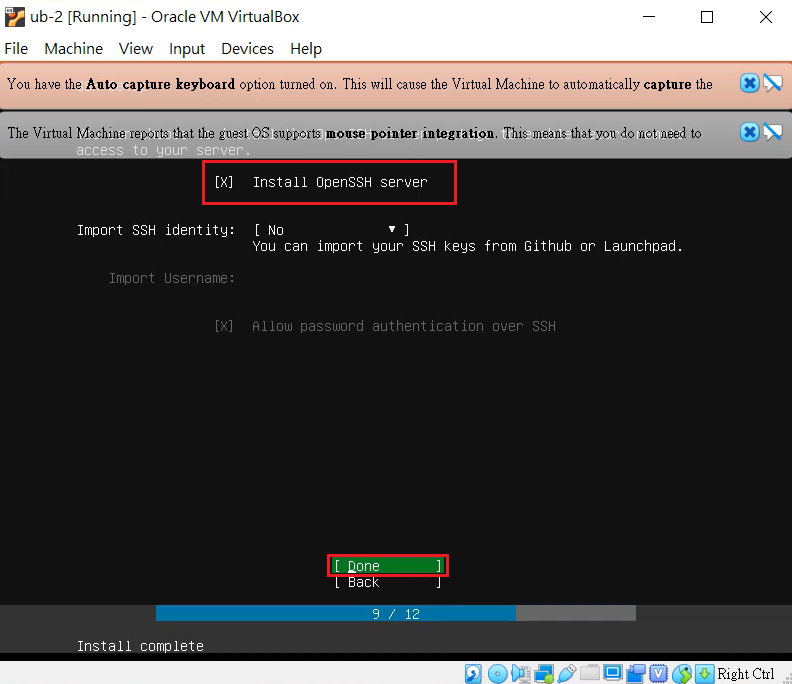 ub-2 [Running] - Oracle VM VirtualBox
File Machine View Input Devices Help
You have the Auto capture keyboard option turned on. This will cause the Virtual Machine to automatically capture the
The Virtual Machine reports that the guest OS supports mouse pointer integration. This means that you do not need to
access to your server.
[X] Install OpenSSH server
Import SSH identity: [ No ▼ ]
You can import your SSH keys from Github or Launchpad.
Import Username:
[X] Allow password authentication over SSH
[ Done ]
[ Back ]
9 / 12
Install complete
Right Ctrl